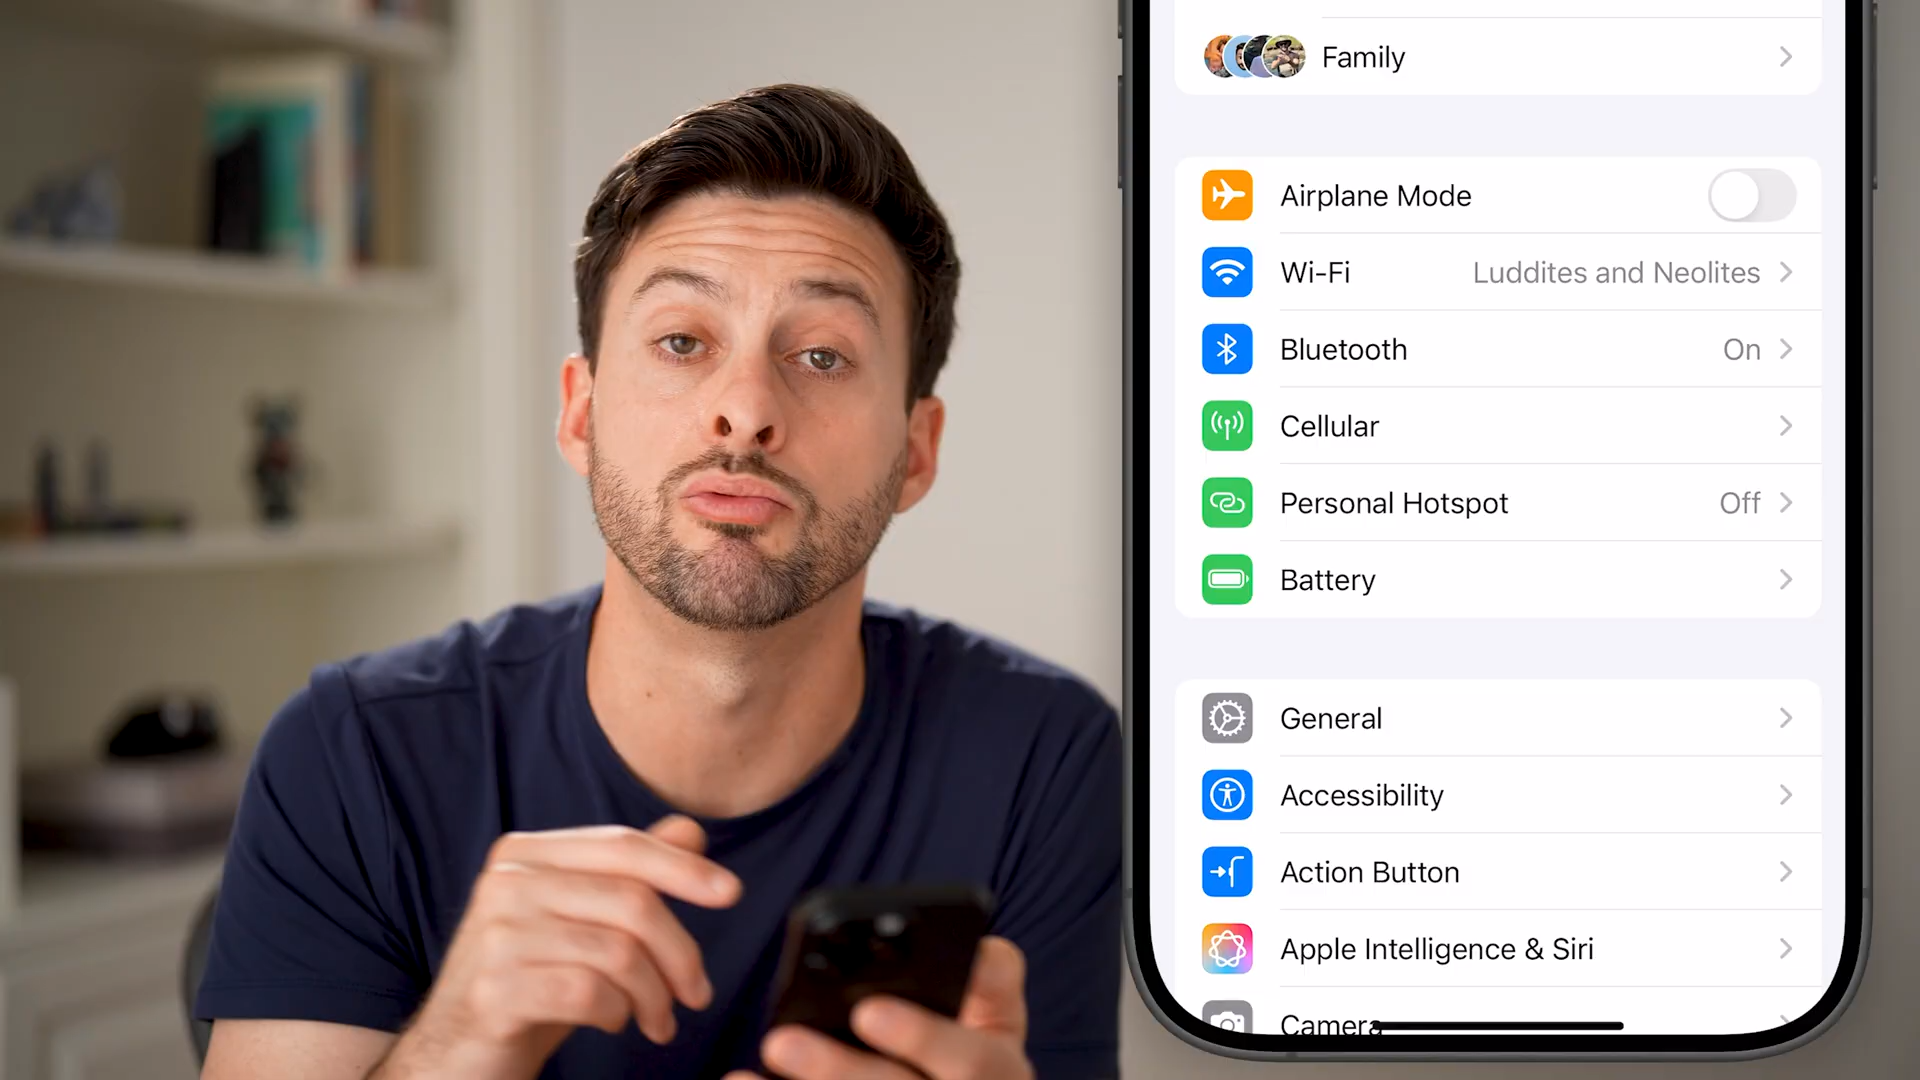 Family
Airplane Mode
Wi-Fi Luddites and Neolites
Bluetooth On
Cellular
Personal Hotspot Off
Battery
General
Accessibility
Action Button
Apple Intelligence & Siri
Camera